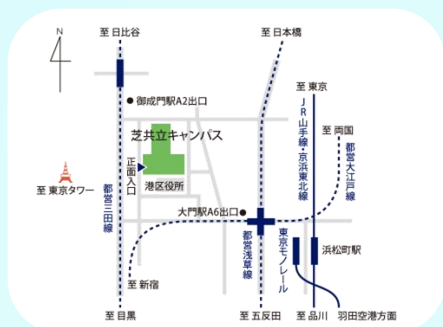 至 日比谷
至 日本橋
N
御成門駅A2出口
至 東京
芝共立キャンパス
JR山手線・京浜東北線
至 両国
都営大江戸線
正面入口
港区役所
至 東京タワー
都営三田線
大門駅A6出口
都営浅草線
東京モノレール
浜松町駅
至 新宿
至 目黒
至 五反田
至 品川
羽田空港方面